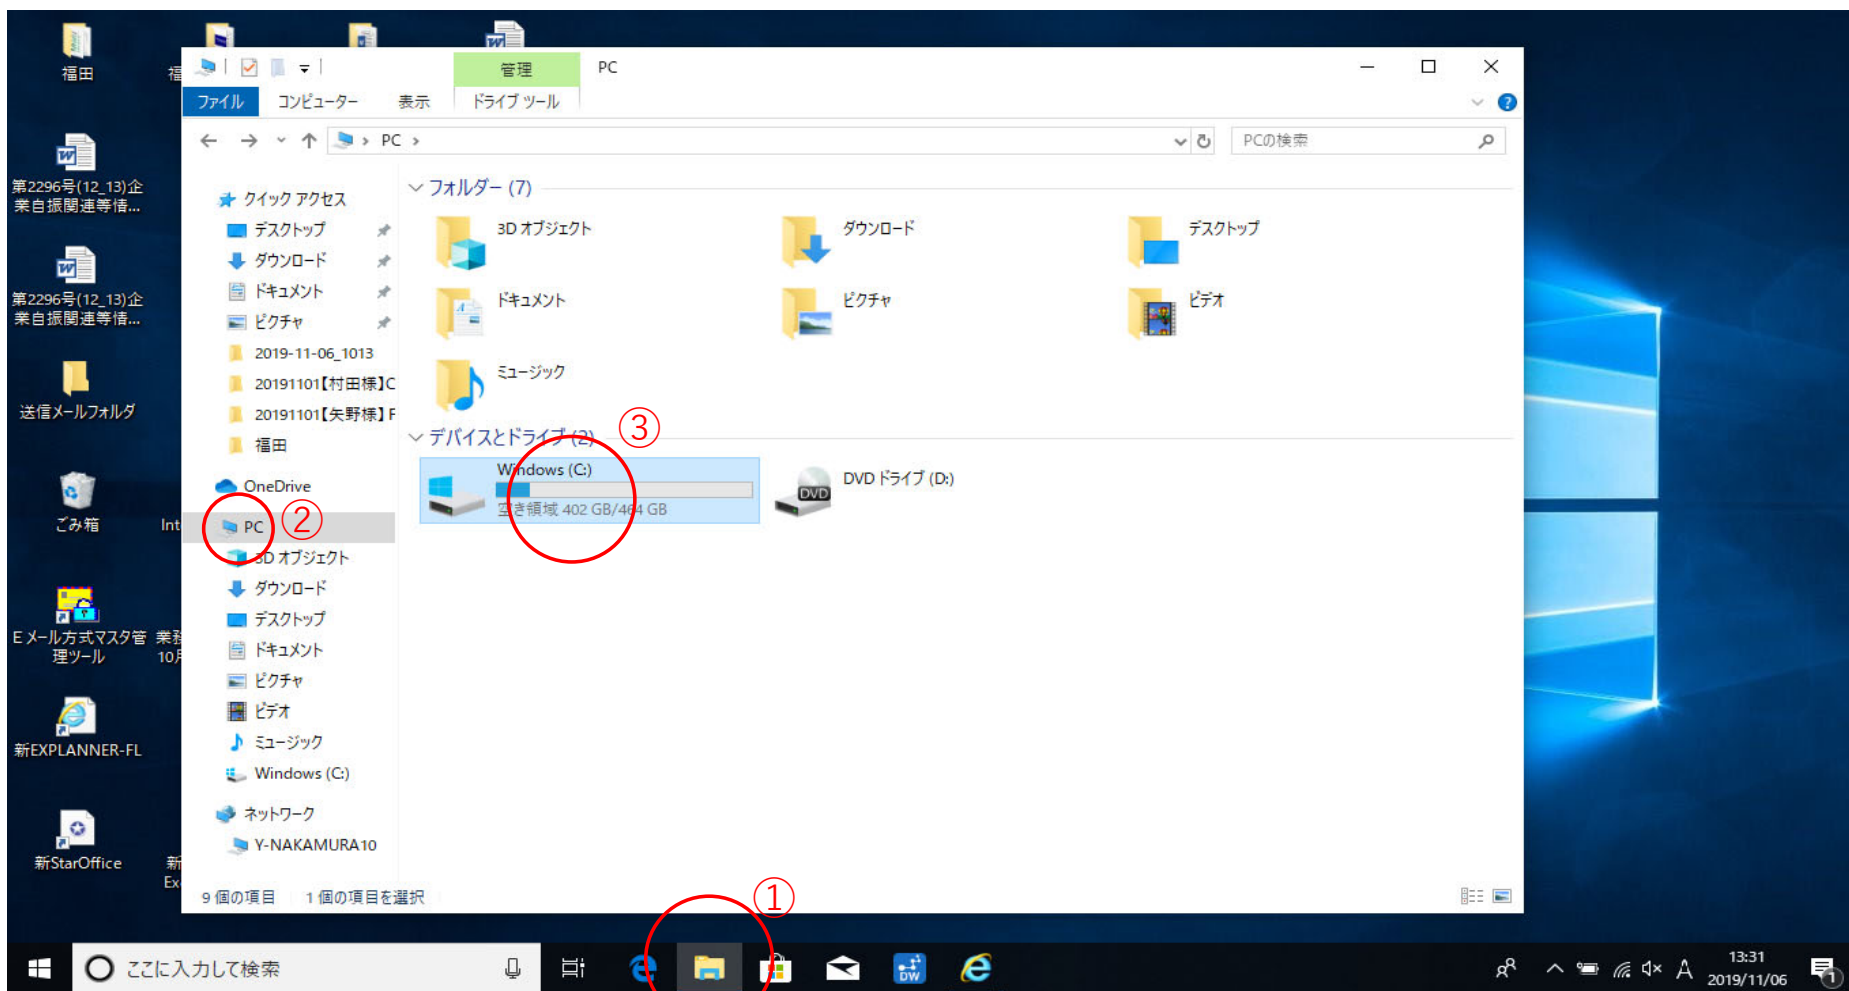 福田
福
第2296号(12_13)企
業自振関連等情...
第2296号(12_13)企
業自振関連等情...
送信メールフォルダ
ごみ箱
Int
Eメール方式マスタ管
理ツール
業務
10月
新EXPLANNER-FL
新StarOffice
新
Ex
管理
PC
ファイル
コンピューター
表示
ドライブ ツール
PC
PCの検索
クイック アクセス
デスクトップ
ダウンロード
ドキュメント
ピクチャ
2019-11-06_1013
20191101【村田様】C
20191101【矢野様】F
福田
OneDrive
PC
②
3D オブジェクト
ダウンロード
デスクトップ
ドキュメント
ピクチャ
ビデオ
ミュージック
Windows (C:)
ネットワーク
Y-NAKAMURA10
フォルダー (7)
3D オブジェクト
ダウンロード
デスクトップ
ドキュメント
ピクチャ
ビデオ
ミュージック
デバイスとドライブ (2)
③
Windows (C:)
空き領域 402 GB/464 GB
DVD
DVD ドライブ (D:)
9 個の項目
1 個の項目を選択
①
ここに入力して検索
DW
A
13:31
2019/11/06
1